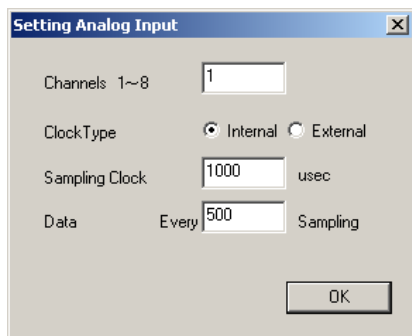 Setting Analog Input
Channels 1~8 1
ClockType Internal External
Sampling Clock 1000 usec
Data Every 500 Sampling
OK